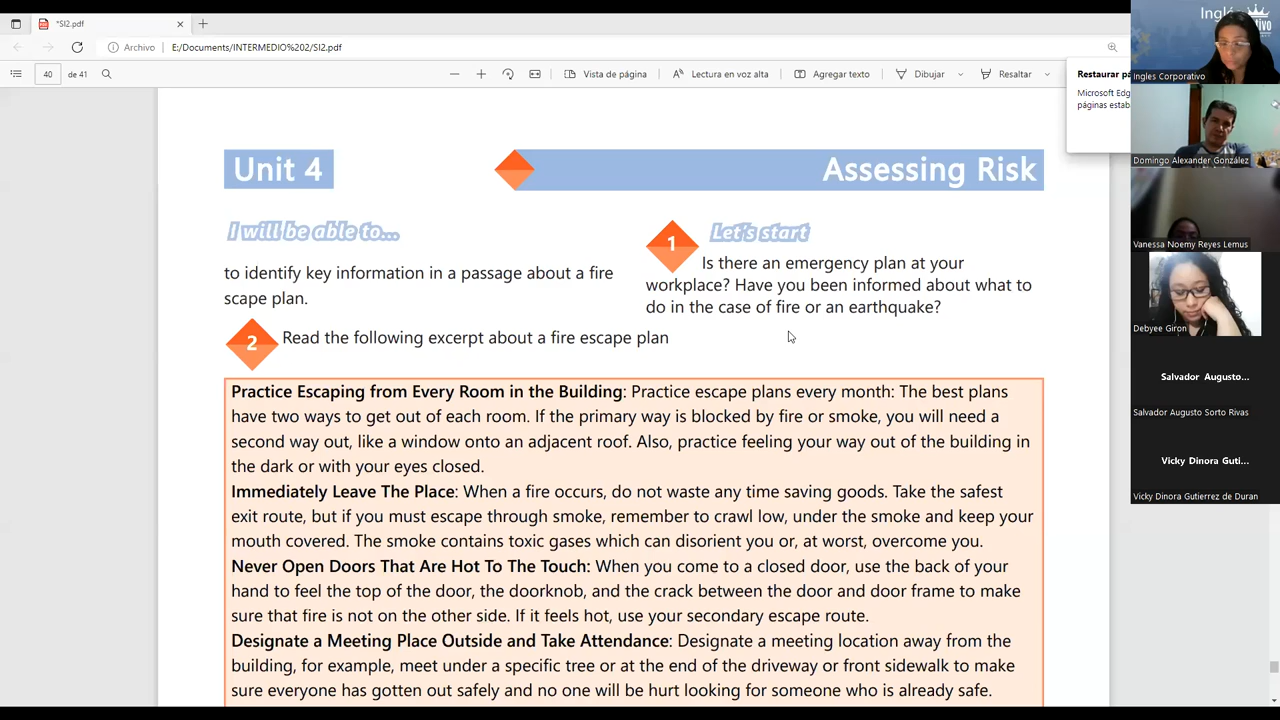 *SI2.pdf
Archivo
E:/Documents/INTERMEDIO%202/SI2.pdf
40
de 41
Vista de página
Lectura en voz alta
Agregar texto
Dibujar
Resaltar
Unit 4
Assessing Risk
I will be able to...
to identify key information in a passage about a fire
scape plan.
1
Let's start
Is there an emergency plan at your
workplace? Have you been informed about what to
do in the case of fire or an earthquake?
2
Read the following excerpt about a fire escape plan
Practice Escaping from Every Room in the Building: Practice escape plans every month: The best plans
have two ways to get out of each room. If the primary way is blocked by fire or smoke, you will need a
second way out, like a window onto an adjacent roof. Also, practice feeling your way out of the building in
the dark or with your eyes closed.
Immediately Leave The Place: When a fire occurs, do not waste any time saving goods. Take the safest
exit route, but if you must escape through smoke, remember to crawl low, under the smoke and keep your
mouth covered. The smoke contains toxic gases which can disorient you or, at worst, overcome you.
Never Open Doors That Are Hot To The Touch: When you come to a closed door, use the back of your
hand to feel the top of the door, the doorknob, and the crack between the door and door frame to make
sure that fire is not on the other side. If it feels hot, use your secondary escape route.
Designate a Meeting Place Outside and Take Attendance: Designate a meeting location away from the
building, for example, meet under a specific tree or at the end of the driveway or front sidewalk to make
sure everyone has gotten out safely and no one will be hurt looking for someone who is already safe.
Restaurar
Microsoft
páginas
Ingles Corporativo
Domingo Alexander González
Vanessa Noemy Reyes Lemus
Debyee Giron
Salvador Augusto...
Salvador Augusto Sorto Rivas
Vicky Dinora Guti...
Vicky Dinora Gutierrez de Duran